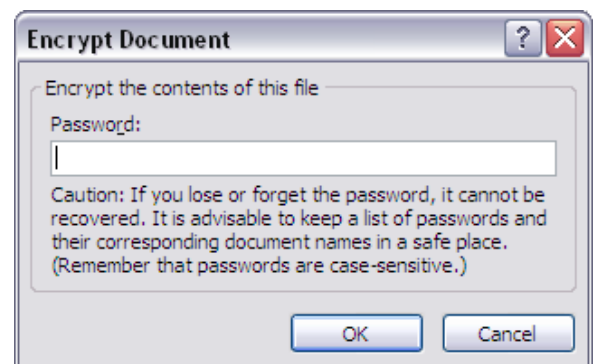 Encrypt Document
?
Encrypt the contents of this file
Password:
Caution: If you lose or forget the password, it cannot be
recovered. It is advisable to keep a list of passwords and
their corresponding document names in a safe place.
(Remember that passwords are case-sensitive.)
OK
Cancel